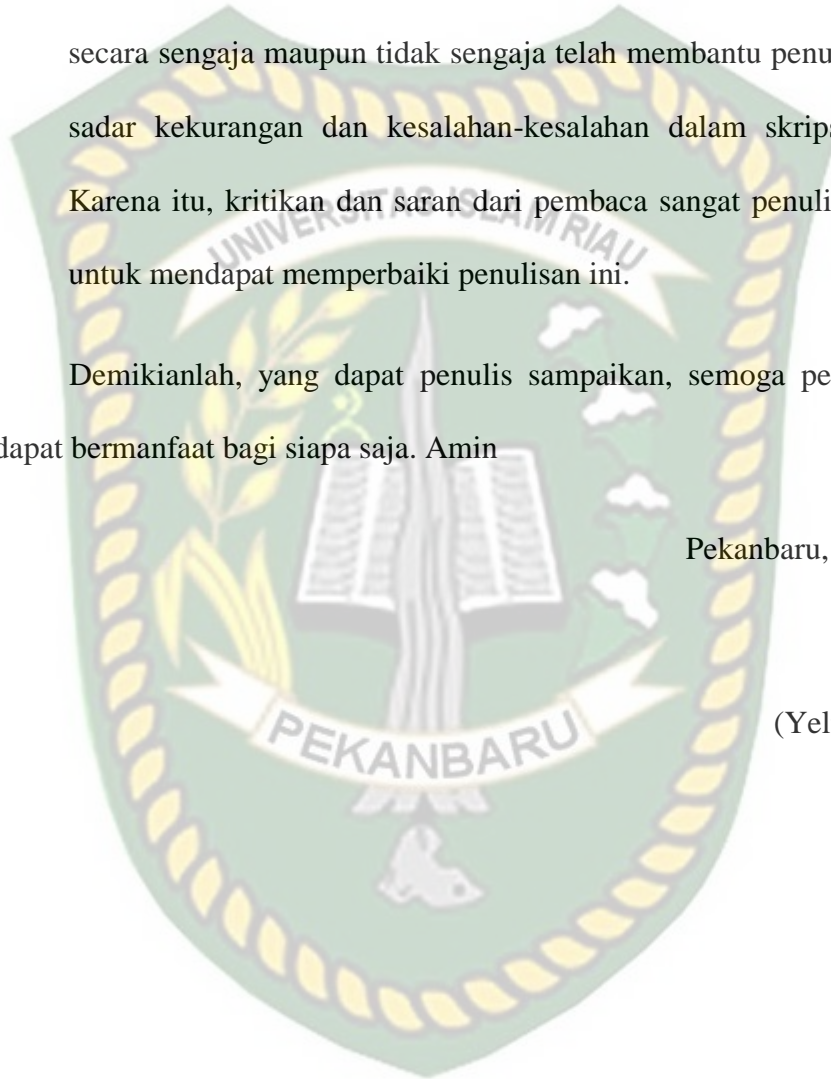 secara sengaja maupun tidak sengaja telah membantu penu
sadar kekurangan dan kesalahan-kesalahan dalam skrips
Karena itu, kritikan dan saran dari pembaca sangat penuli
UNIVERSITAS ISLAM RIAU
untuk mendapat memperbaiki penulisan ini.
Demikianlah, yang dapat penulis sampaikan, semoga pe
dapat bermanfaat bagi siapa saja. Amin
Pekanbaru,
(Yel
PEKANBARU